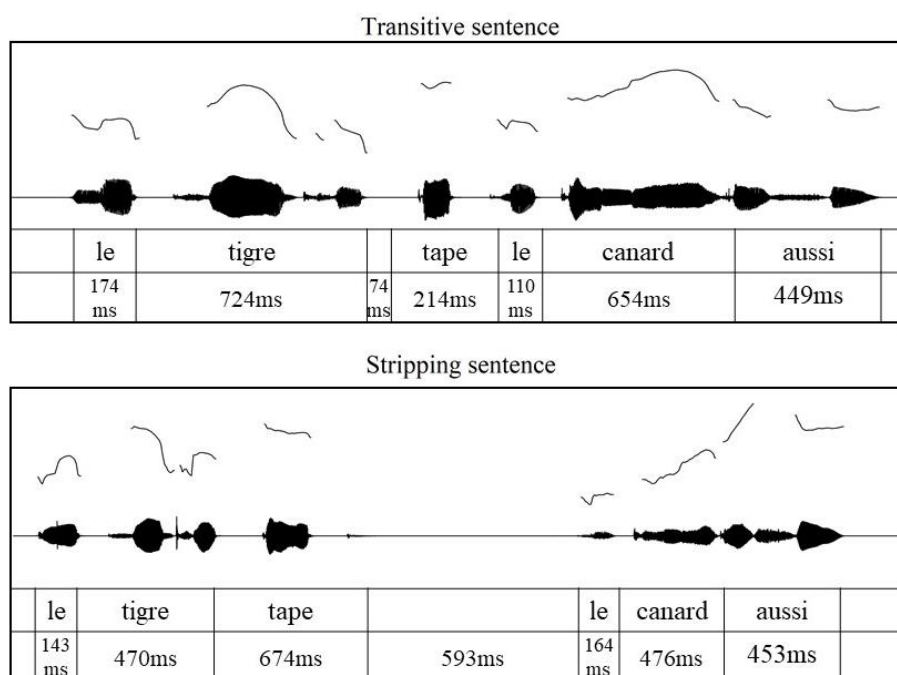 Transitive sentence
le tigre tape le canard aussi
174 ms 724ms 74 ms 214ms 110 ms 654ms 449ms
Stripping sentence
le tigre tape le canard aussi
143 ms 470ms 674ms 593ms 164 ms 476ms 453ms